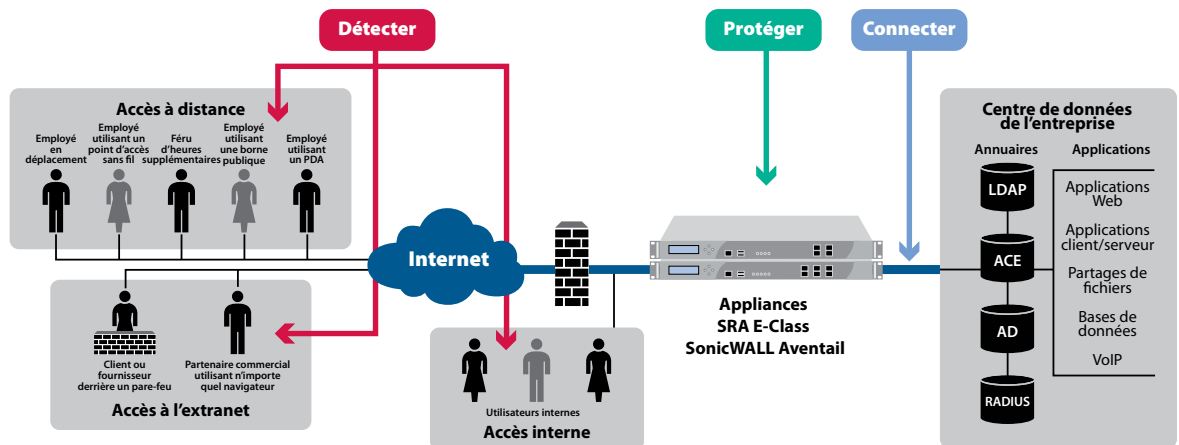 Détecter
Protéger
Connecter
Accès à distance
Employé
en
déplacement
Employé
utilisant un
point d'accès
sans fil
Féru
d'heures
supplémentaires
Employé
utilisant
une borne
publique
Employé
utilisant
un PDA
Internet
Client ou
fournisseur
derrière un pare-feu
Partenaire commercial
utilisant n'importe
quel navigateur
Accès à l'extranet
Utilisateurs internes
Accès interne
Appliances
SRA E-Class
SonicWALL Aventail
Centre de données
de l'entreprise
Annuaires
LDAP
ACE
AD
RADIUS
Applications
Applications
Web
Applications
client/serveur
Partages de
fichiers
Bases de
données
VoIP